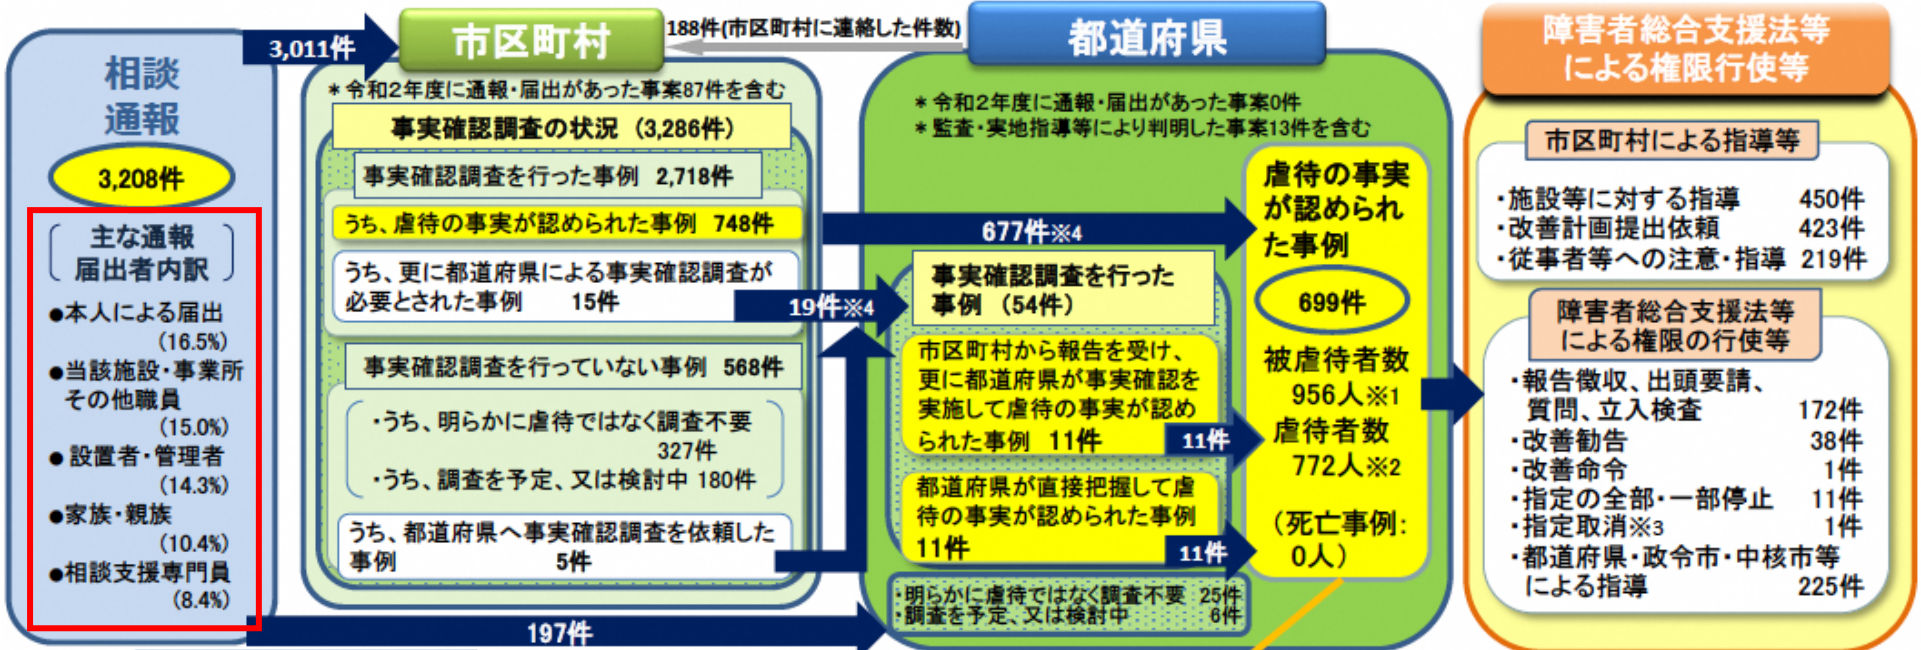 相談
通報
3,208件
主な通報
届出者内訳
●本人による届出
(16.5%)
●当該施設・事業所
その他職員
(15.0%)
●設置者・管理者
(14.3%)
●家族・親族
(10.4%)
●相談支援専門員
(8.4%)
3,011件
197件
市区町村
188件(市区町村に連絡した件数)
*令和2年度に通報・届出があった事案87件を含む
事実確認調査の状況 (3,286件)
事実確認調査を行った事例 2,718件
うち、虐待の事実が認められた事例 748件
うち、更に都道府県による事実確認調査が
必要とされた事例 15件
事実確認調査を行っていない事例 568件
・うち、明らかに虐待ではなく調査不要
327件
・うち、調査を予定、又は検討中 180件
うち、都道府県へ事実確認調査を依頼した
事例 5件
677件※4
19件※4
都道府県
*令和2年度に通報・届出があった事案0件
*監査・実地指導等により判明した事案13件を含む
事実確認調査を行った
事例 (54件)
市区町村から報告を受け、
更に都道府県が事実確認を
実施して虐待の事実が認め
られた事例 11件
11件
都道府県が直接把握して虐
待の事実が認められた事例
11件
11件
・明らかに虐待ではなく調査不要 25件
・調査を予定、又は検討中 6件
虐待の事実
が認められ
た事例
699件
被虐待者数
956人※1
虐待者数
772人※2
(死亡事例:
0人)
障害者総合支援法等
による権限行使等
市区町村による指導等
・施設等に対する指導 450件
・改善計画提出依頼 423件
・従事者等への注意・指導 219件
障害者総合支援法等
による権限の行使等
・報告徴収、出頭要請、
質問、立入検査 172件
・改善勧告 38件
・改善命令 1件
・指定の全部・一部停止 11件
・指定取消※3 1件
・都道府県・政令市・中核市等
による指導 225件